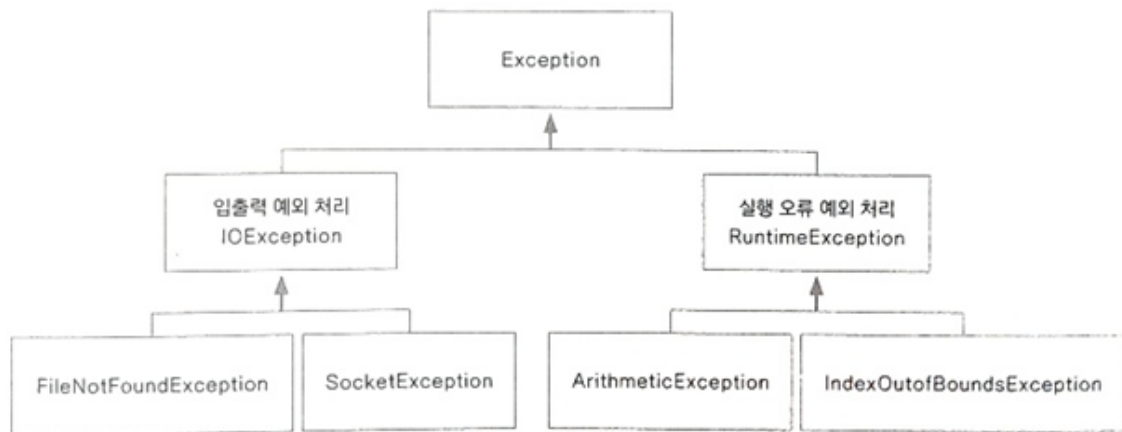 Exception
입출력 예외 처리
IOException
실행 오류 예외 처리
RuntimeException
FileNotFoundException
SocketException
ArithmeticException
IndexOutofBoundsException